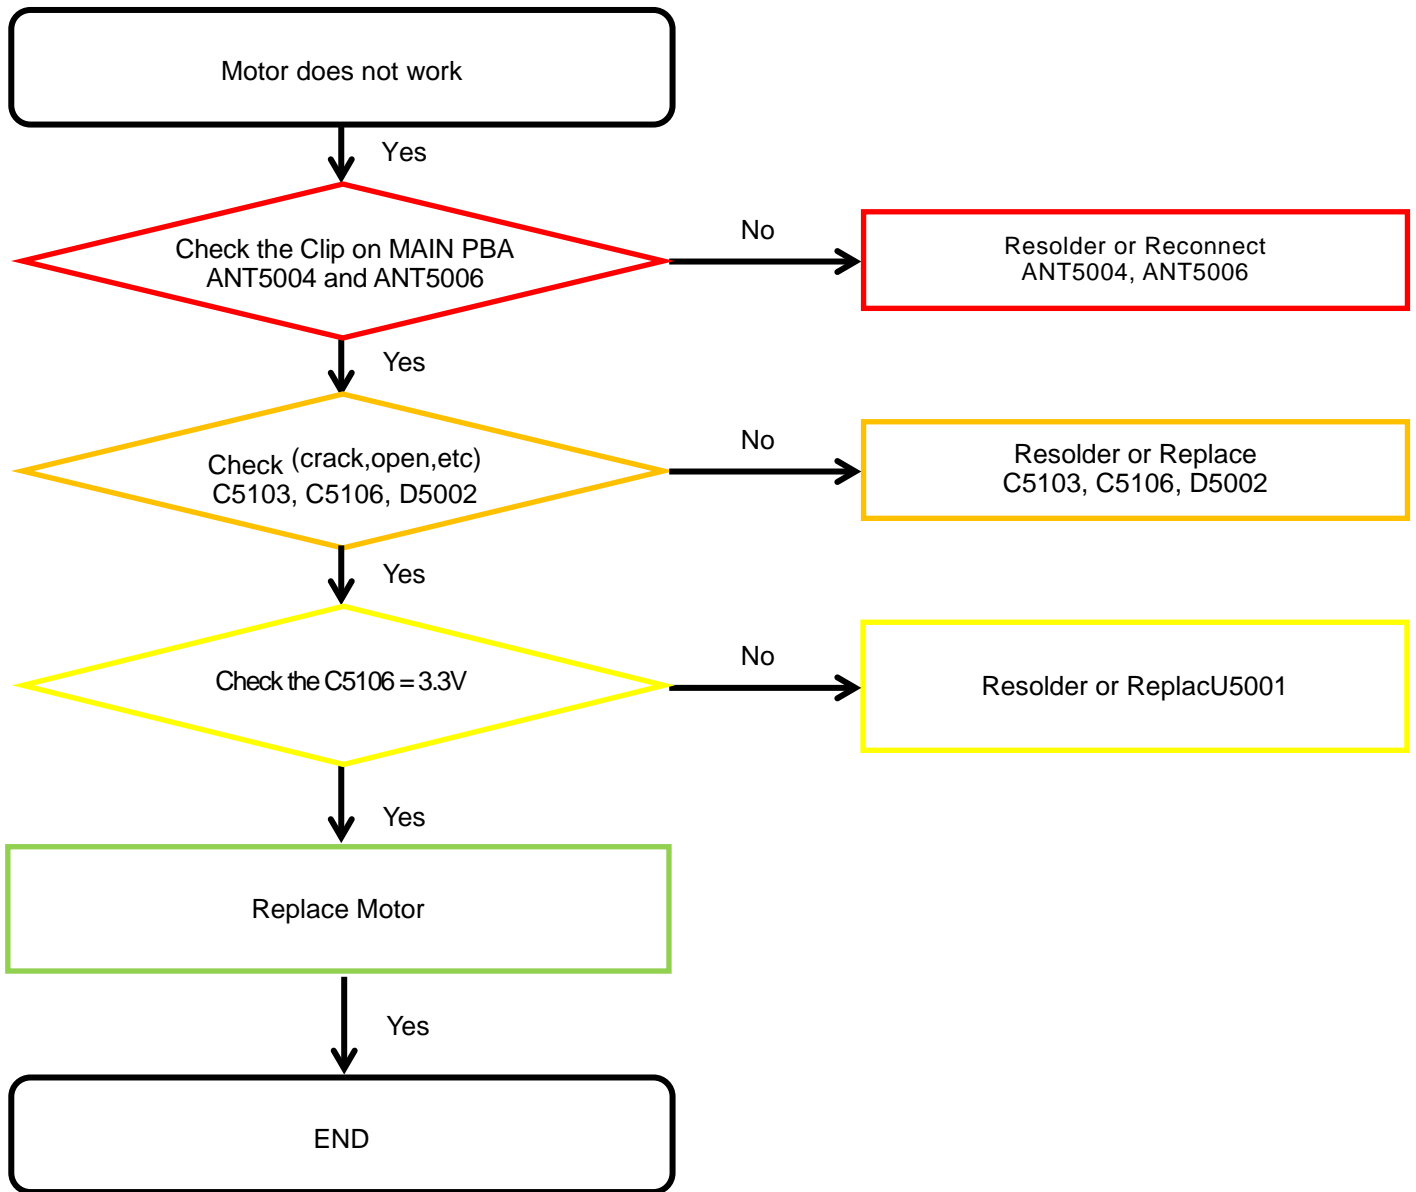 Motor does not work
Yes
Check the Clip on MAIN PBA
ANT5004 and ANT5006
No
Resolder or Reconnect
ANT5004, ANT5006
Yes
Check (crack,open,etc)
C5103, C5106, D5002
No
Resolder or Replace
C5103, C5106, D5002
Yes
Check the C5106 = 3.3V
No
Resolder or ReplacU5001
Yes
Replace Motor
Yes
END